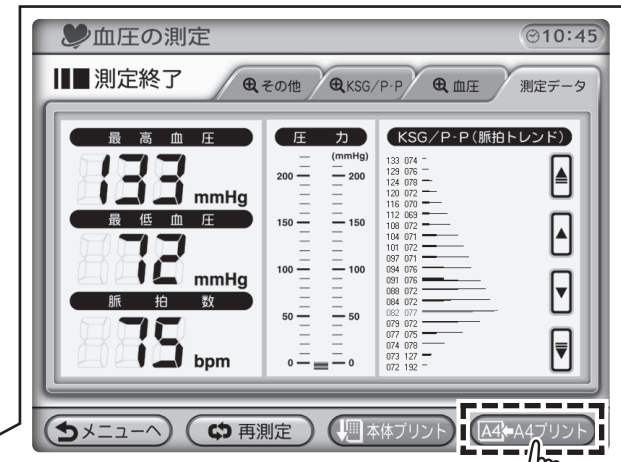 血圧の測定
10:45
測定終了
その他
KSG/P-P
血圧
測定データ
最高血圧
133 mmHg
最低血圧
72 mmHg
脈拍数
75 bpm
圧力
(mmHg)
200 200
150 150
100 100
50 50
0 0
KSG/P-P(脈拍トレンド)
133 074
129 076
124 078
120 072
116 070
112 069
108 072
104 071
101 072
097 071
094 076
091 076
088 072
084 072
082 077
079 072
077 075
074 078
073 127
072 192
メニューへ
再測定
本体プリント
A4 A4プリント